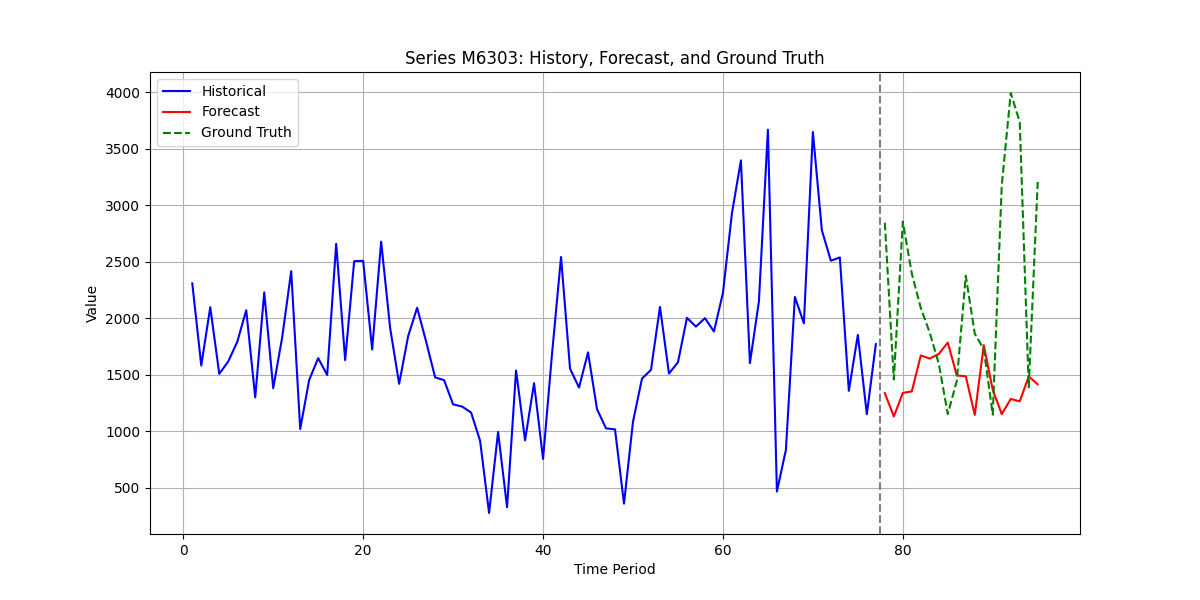 Series M6303: History, Forecast, and Ground Truth
Historical
Forecast
Ground Truth
4000
3500
3000
2500
2000
1500
1000
500
Value
0 20 40 60 80
Time Period